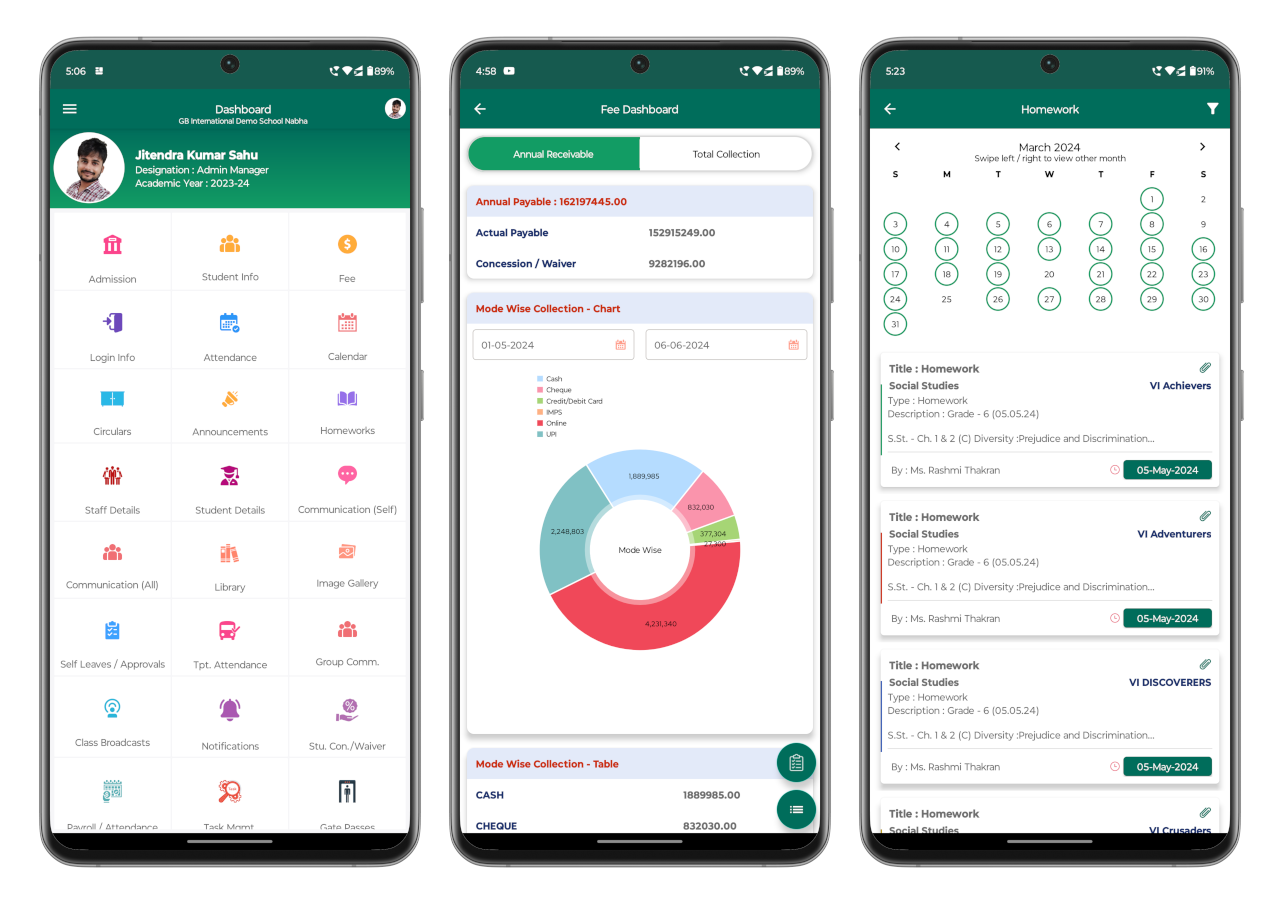 5:06
89%
Dashboard
GB International Demo School Nabha
Jitendra Kumar Sahu
Designation : Admin Manager
Academic Year : 2023-24
Admission
Student Info
Fee
Login Info
Attendance
Calendar
Circulars
Announcements
Homeworks
Staff Details
Student Details
Communication (Self)
Communication (All)
Library
Image Gallery
Self Leaves / Approvals
Tpt. Attendance
Group Comm.
Class Broadcasts
Notifications
Stu. Con./Waiver
Payroll / Attendance
Task Mgmt
Gate Passes
4:58
89%
Fee Dashboard
Annual Receivable
Total Collection
Annual Payable : 162197445.00
Actual Payable 152915249.00
Concession / Waiver 9282196.00
Mode Wise Collection - Chart
01-05-2024
06-06-2024
Cash
Cheque
Credit/Debit Card
IMPS
Online
UPI
1,889,985
832,030
377,304
27,300
4,231,340
2,248,803
Mode Wise
Mode Wise Collection - Table
CASH 1889985.00
CHEQUE 832030.00
5:23
91%
Homework
March 2024
Swipe left / right to view other month
S M T W T F S
1 2
3 4 5 6 7 8 9
10 11 12 13 14 15 16
17 18 19 20 21 22 23
24 25 26 27 28 29 30
31
Title : Homework
Social Studies VI Achievers
Type : Homework
Description : Grade - 6 (05.05.24)
S.St. - Ch. 1 & 2 (C) Diversity :Prejudice and Discrimination...
By : Ms. Rashmi Thakran 05-May-2024
Title : Homework
Social Studies VI Adventurers
Type : Homework
Description : Grade - 6 (05.05.24)
S.St. - Ch. 1 & 2 (C) Diversity :Prejudice and Discrimination...
By : Ms. Rashmi Thakran 05-May-2024
Title : Homework
Social Studies VI DISCOVERERS
Type : Homework
Description : Grade - 6 (05.05.24)
S.St. - Ch. 1 & 2 (C) Diversity :Prejudice and Discrimination...
By : Ms. Rashmi Thakran 05-May-2024
Title : Homework
Social Studies VI Crusaders